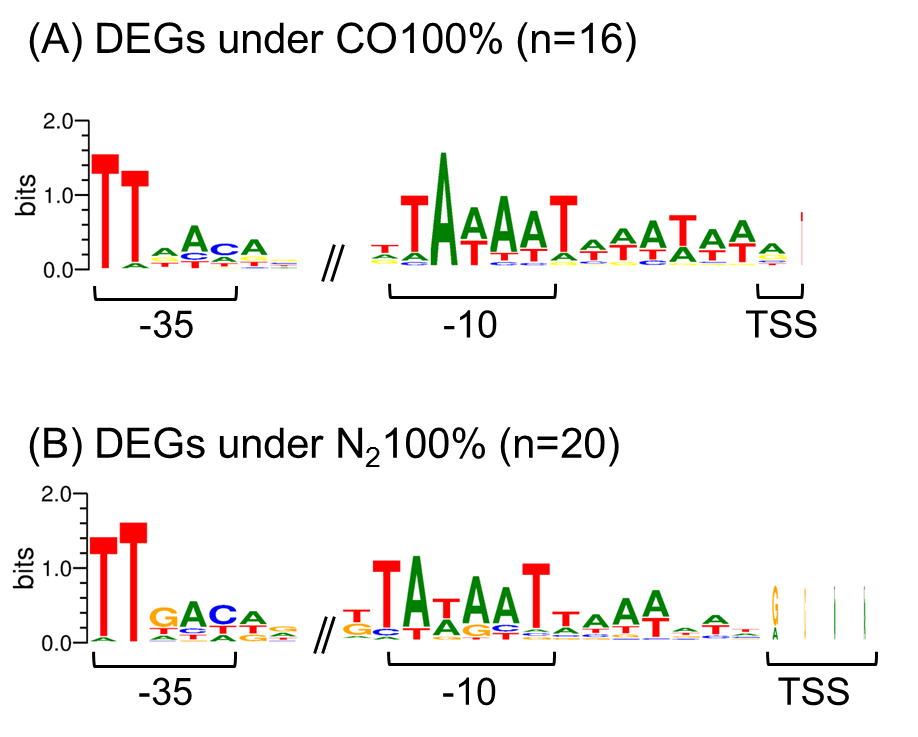 (A) DEGs under CO100% (n=16)
2.0
bits
1.0
0.0
//
-35
-10
TSS
(B) DEGs under N₂100% (n=20)
2.0
bits
1.0
0.0
//
-35
-10
TSS